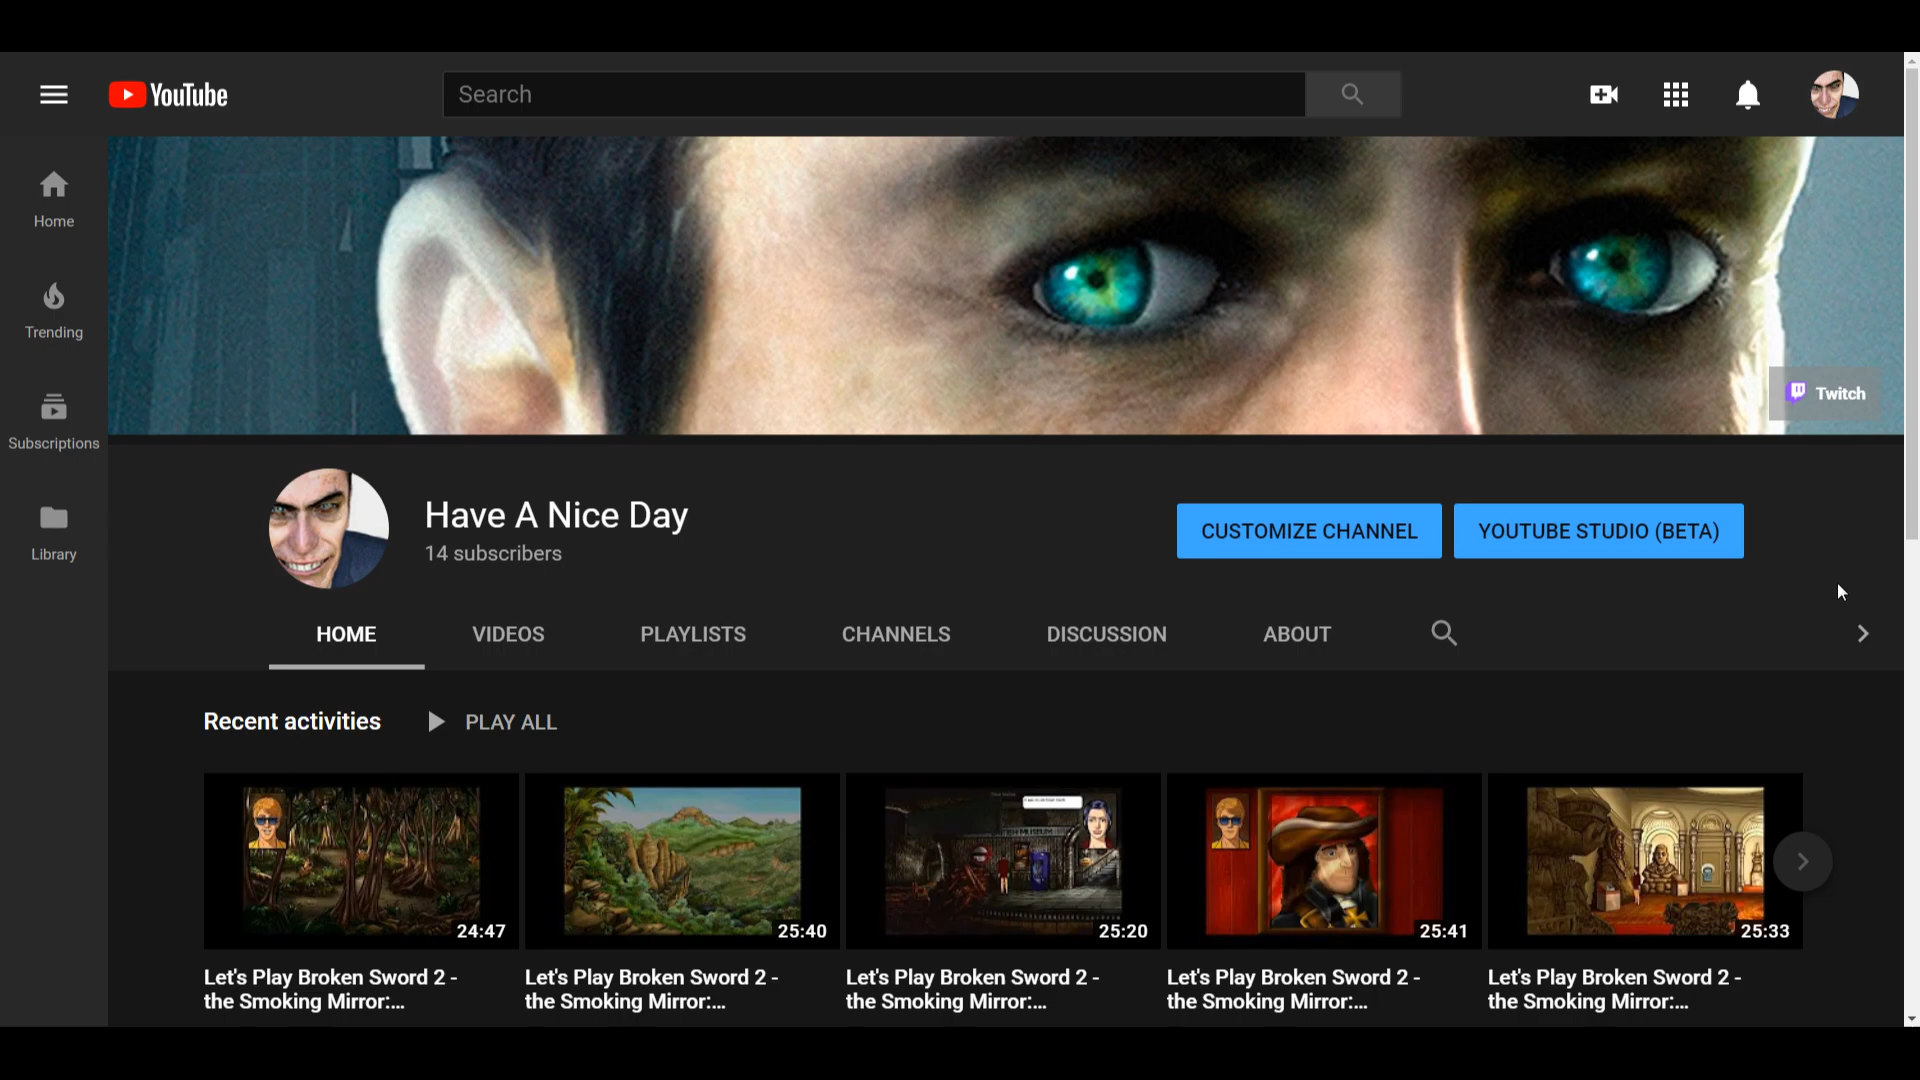 YouTube
Search
Home
Trending
Subscriptions
Library
Twitch
Have A Nice Day
14 subscribers
CUSTOMIZE CHANNEL
YOUTUBE STUDIO (BETA)
HOME
VIDEOS
PLAYLISTS
CHANNELS
DISCUSSION
ABOUT
Recent activities
PLAY ALL
24:47
25:40
25:20
25:41
25:33
Let's Play Broken Sword 2 -
the Smoking Mirror:...
Let's Play Broken Sword 2 -
the Smoking Mirror:...
Let's Play Broken Sword 2 -
the Smoking Mirror:...
Let's Play Broken Sword 2 -
the Smoking Mirror:...
Let's Play Broken Sword 2 -
the Smoking Mirror:...